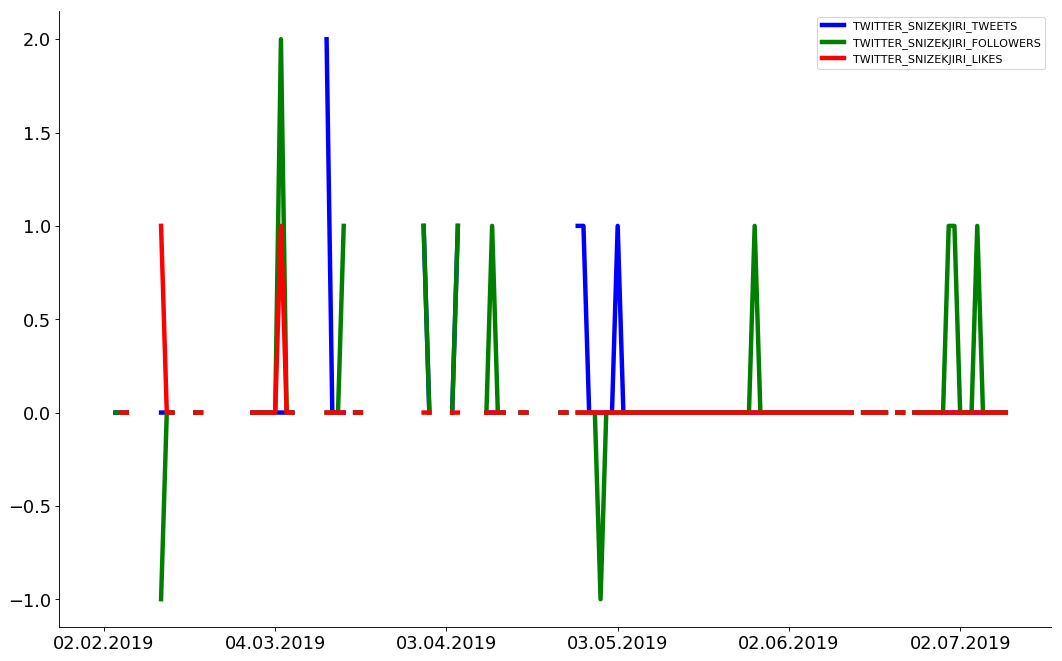 TWITTER_SNIZEKJIRI_TWEETS
TWITTER_SNIZEKJIRI_FOLLOWERS
TWITTER_SNIZEKJIRI_LIKES
2.0
1.5
1.0
0.5
0.0
−0.5
−1.0
02.02.2019 04.03.2019 03.04.2019 03.05.2019 02.06.2019 02.07.2019